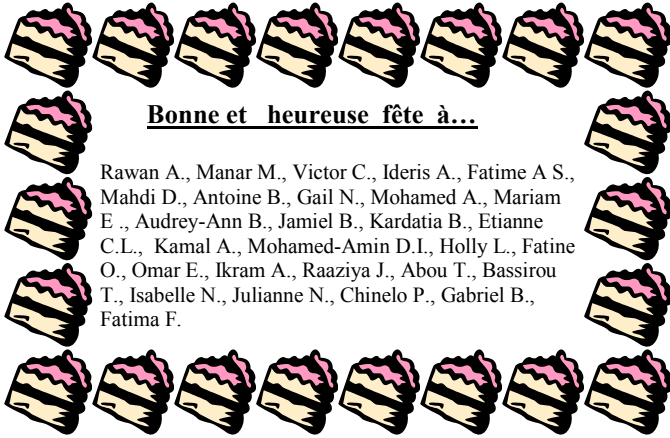 Bonne et heureuse fête à…
Rawan A., Manar M., Victor C., Ideris A., Fatime A S.,
Mahdi D., Antoine B., Gail N., Mohamed A., Mariam
E ., Audrey-Ann B., Jamiel B., Kardatia B., Etianne
C.L., Kamal A., Mohamed-Amin D.I., Holly L., Fatine
O., Omar E., Ikram A., Raaziya J., Abou T., Bassirou
T., Isabelle N., Julianne N., Chinelo P., Gabriel B.,
Fatima F.